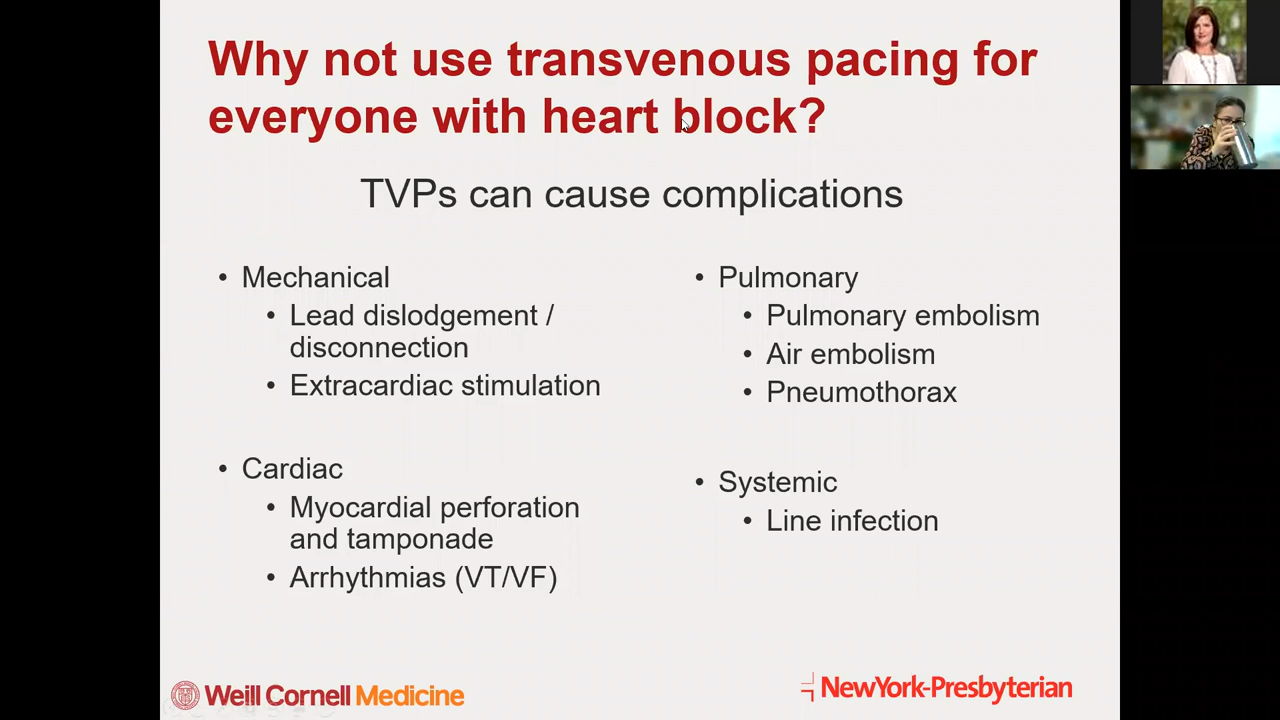 Why not use transvenous pacing for
everyone with heart block?
TVPs can cause complications
• Mechanical
• Lead dislodgement /
disconnection
• Extracardiac stimulation
• Cardiac
• Myocardial perforation
and tamponade
• Arrhythmias (VT/VF)
• Pulmonary
• Pulmonary embolism
• Air embolism
• Pneumothorax
• Systemic
• Line infection
Weill Cornell Medicine
NewYork-Presbyterian